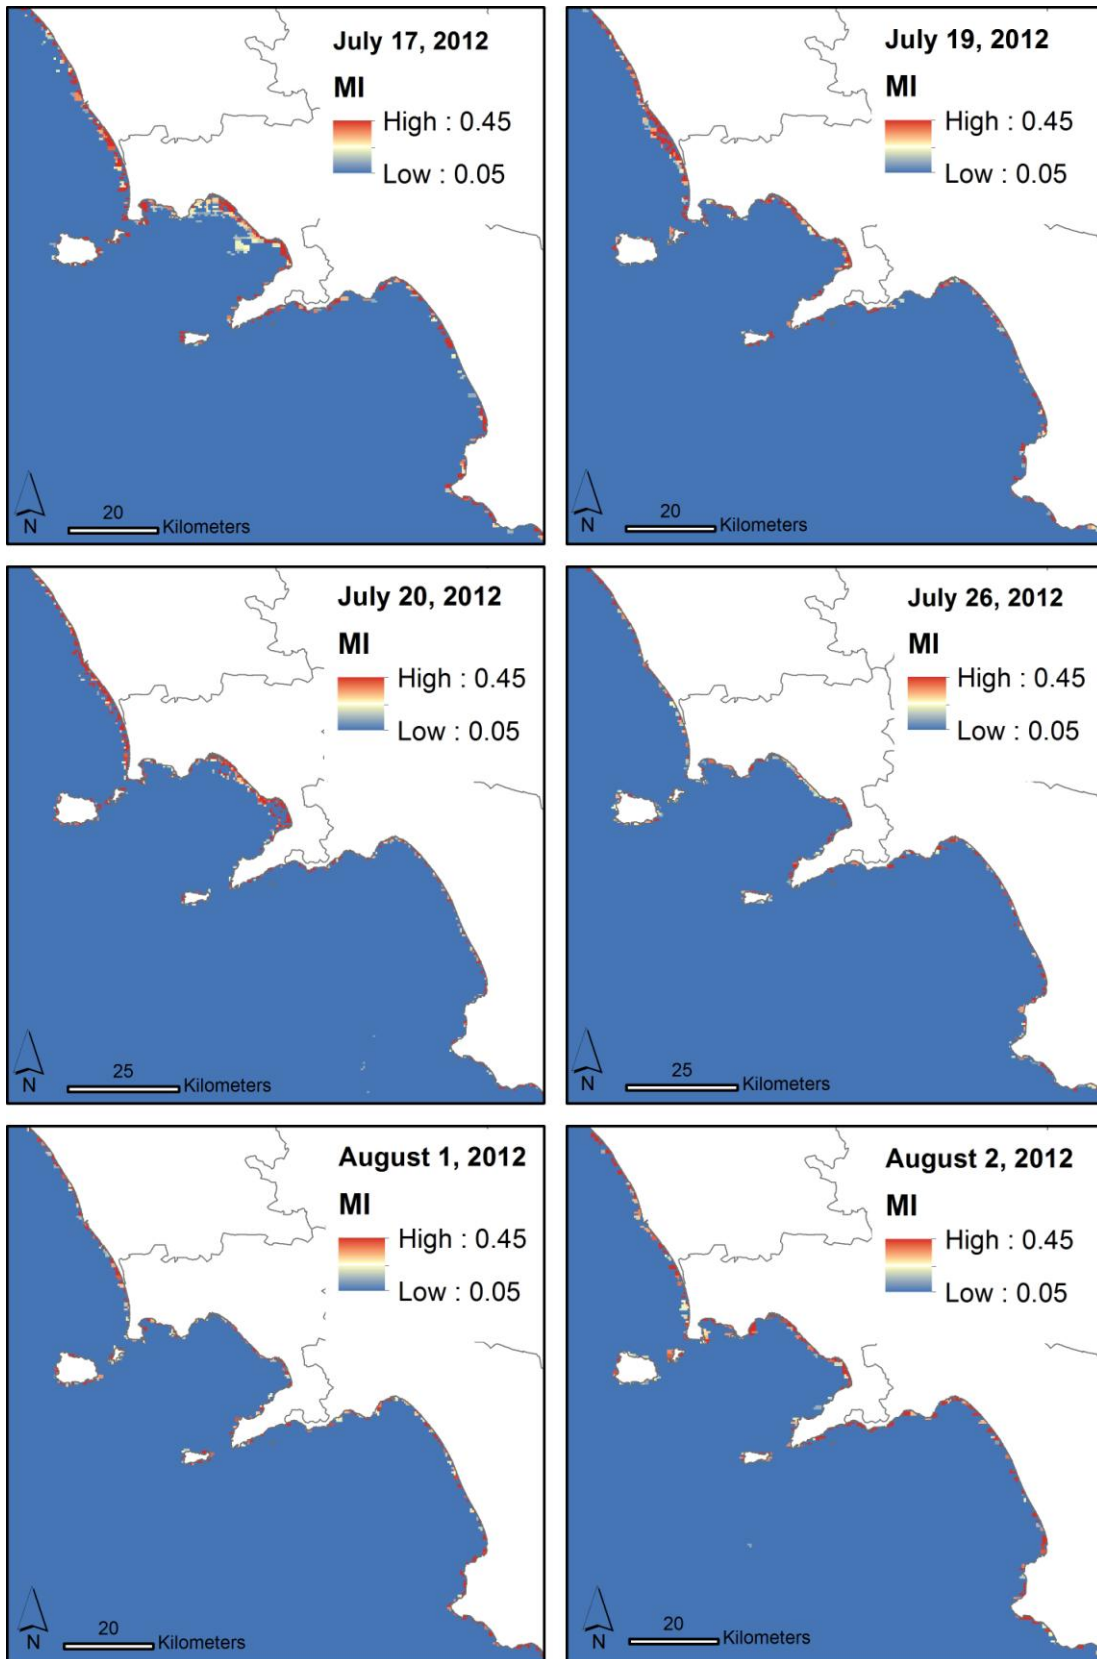 July 17, 2012
MI
High : 0.45
Low : 0.05
20
Kilometers
N
July 19, 2012
MI
High : 0.45
Low : 0.05
20
Kilometers
N
July 20, 2012
MI
High : 0.45
Low : 0.05
25
Kilometers
N
July 26, 2012
MI
High : 0.45
Low : 0.05
25
Kilometers
N
August 1, 2012
MI
High : 0.45
Low : 0.05
20
Kilometers
N
August 2, 2012
MI
High : 0.45
Low : 0.05
20
Kilometers
N